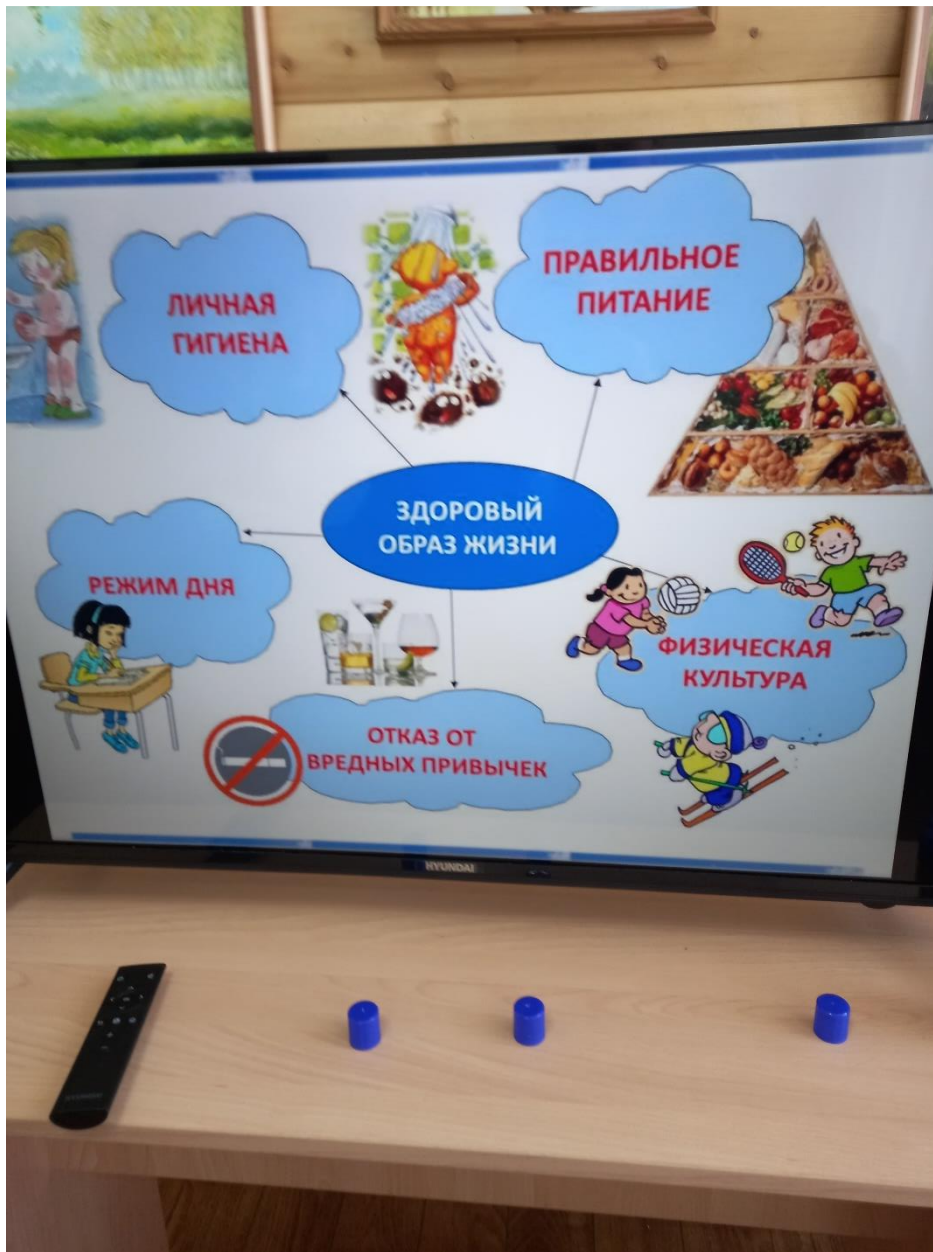 ЛИЧНАЯ
ГИГИЕНА
ПРАВИЛЬНОЕ
ПИТАНИЕ
ЗДОРОВЫЙ
ОБРАЗ ЖИЗНИ
РЕЖИМ ДНЯ
ФИЗИЧЕСКАЯ
КУЛЬТУРА
ОТКАЗ ОТ
ВРЕДНЫХ ПРИВЫЧЕК
HYUNDAI